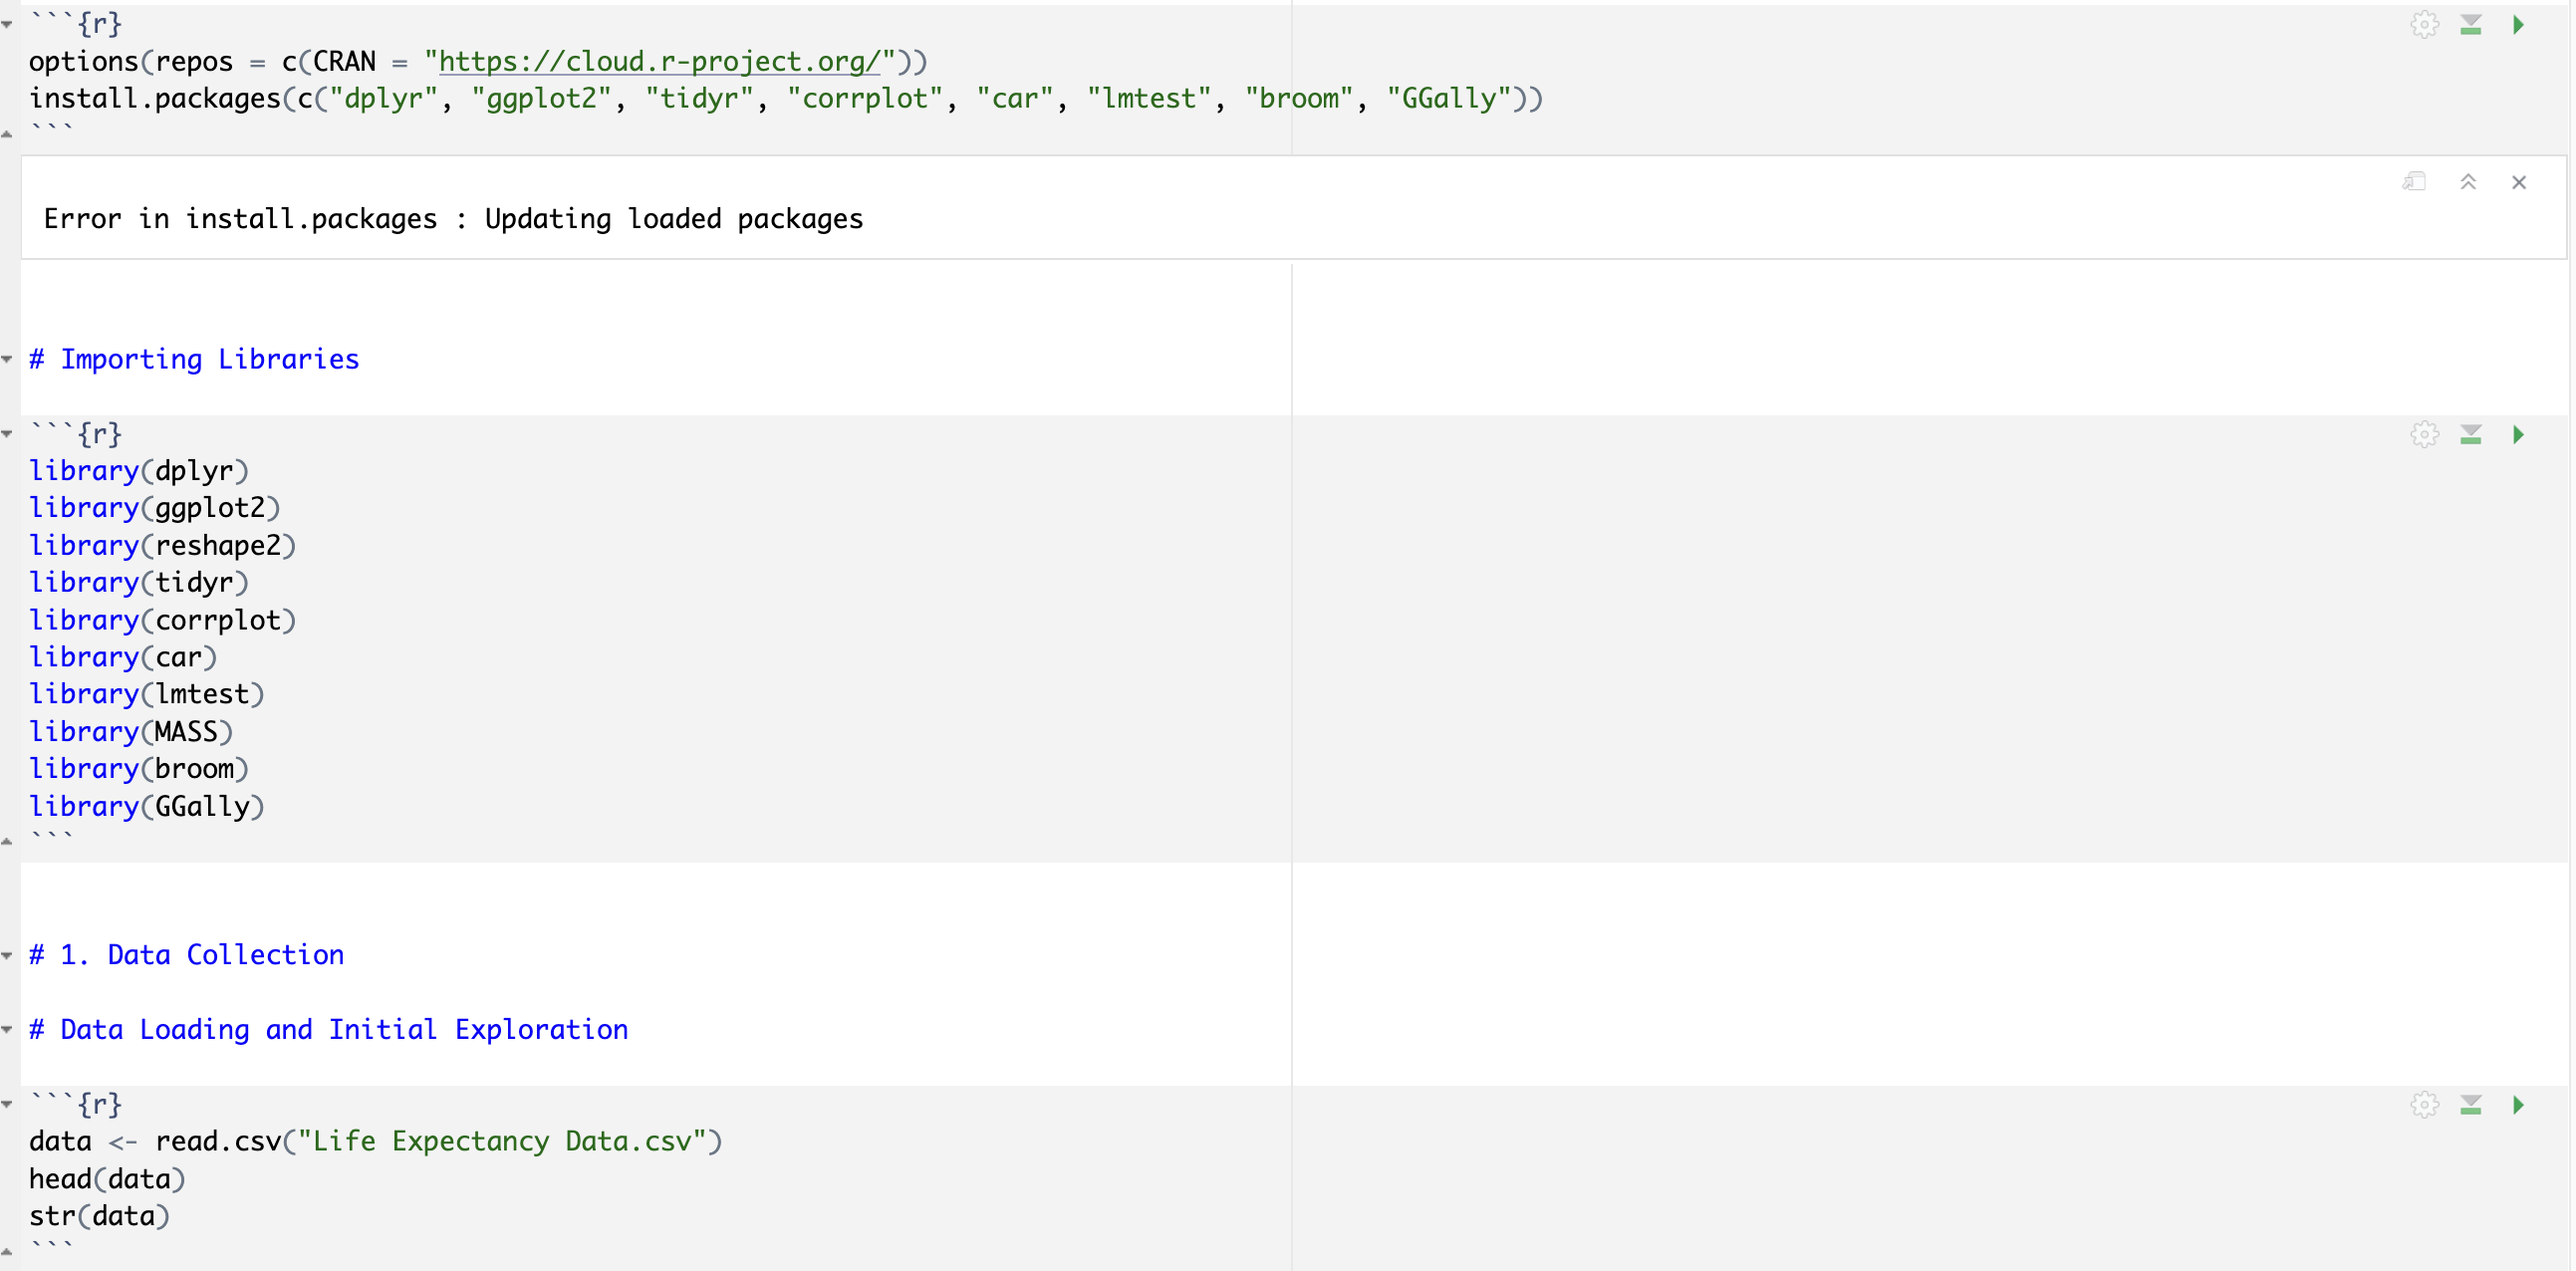 ```{r}
options(repos = c(CRAN = "https://cloud.r-project.org/"))
install.packages(c("dplyr", "ggplot2", "tidyr", "corrplot", "car", "lmtest", "broom", "GGally"))
```
Error in install.packages : Updating loaded packages
# Importing Libraries
```{r}
library(dplyr)
library(ggplot2)
library(reshape2)
library(tidyr)
library(corrplot)
library(car)
library(lmtest)
library(MASS)
library(broom)
library(GGally)
```
# 1. Data Collection
# Data Loading and Initial Exploration
```{r}
data <- read.csv("Life Expectancy Data.csv")
head(data)
str(data)
```